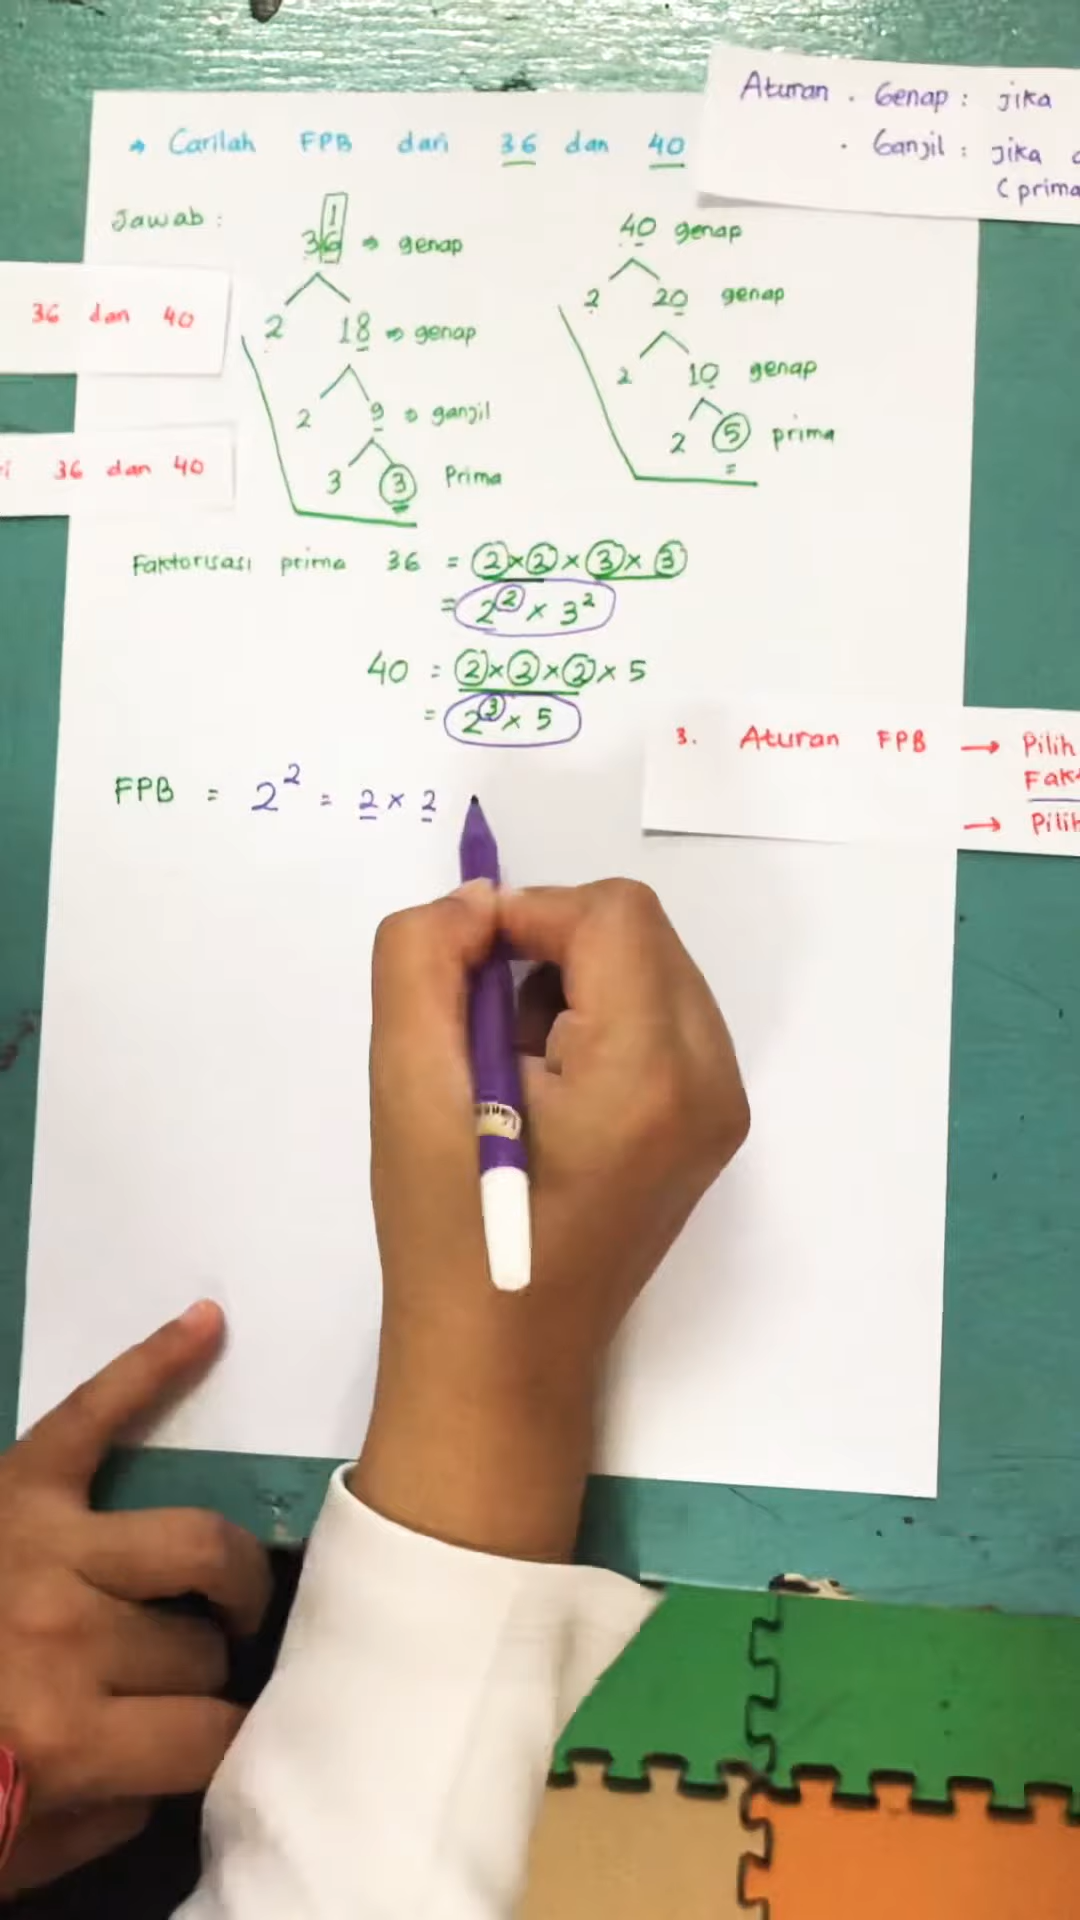 Aturan . Genap : jika
. Ganjil : jika
(prima
→ Carilah FPB dari 36 dan 40
Jawab :
1
36 → genap
2 18 → genap
2 9 → ganjil
3 3 Prima
40 genap
2 20 genap
2 10 genap
2 5 prima
36 dan 40
36 dan 40
Faktorisasi prima 36 = 2 × 2 × 3 × 3
= 2² × 3²
40 = 2 × 2 × 2 × 5
= 2³ × 5
3. Aturan FPB → Pilih
→ Pilih
FPB = 2² = 2 × 2